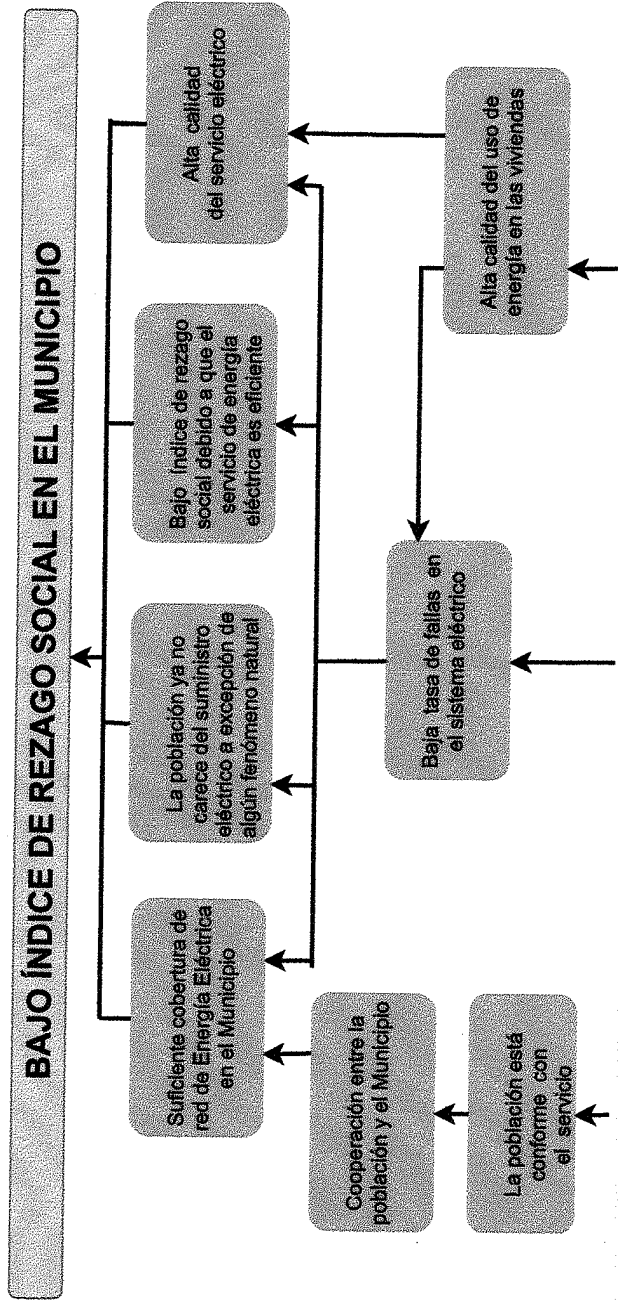 BAJO ÍNDICE DE REZAGO SOCIAL EN EL MUNICIPIO
Suficiente cobertura de
red de Energía Eléctrica
en el Municipio
La población ya no
carece del suministro
eléctrico a excepción de
algún fenómeno natural
Bajo índice de rezago
social debido a que el
servicio de energía
eléctrica es eficiente
Alta calidad
del servicio eléctrico
Cooperación entre la
población y el Municipio
Baja tasa de fallas en
el sistema eléctrico
Alta calidad del uso de
energía en las viviendas
La población está
conforme con
el servicio